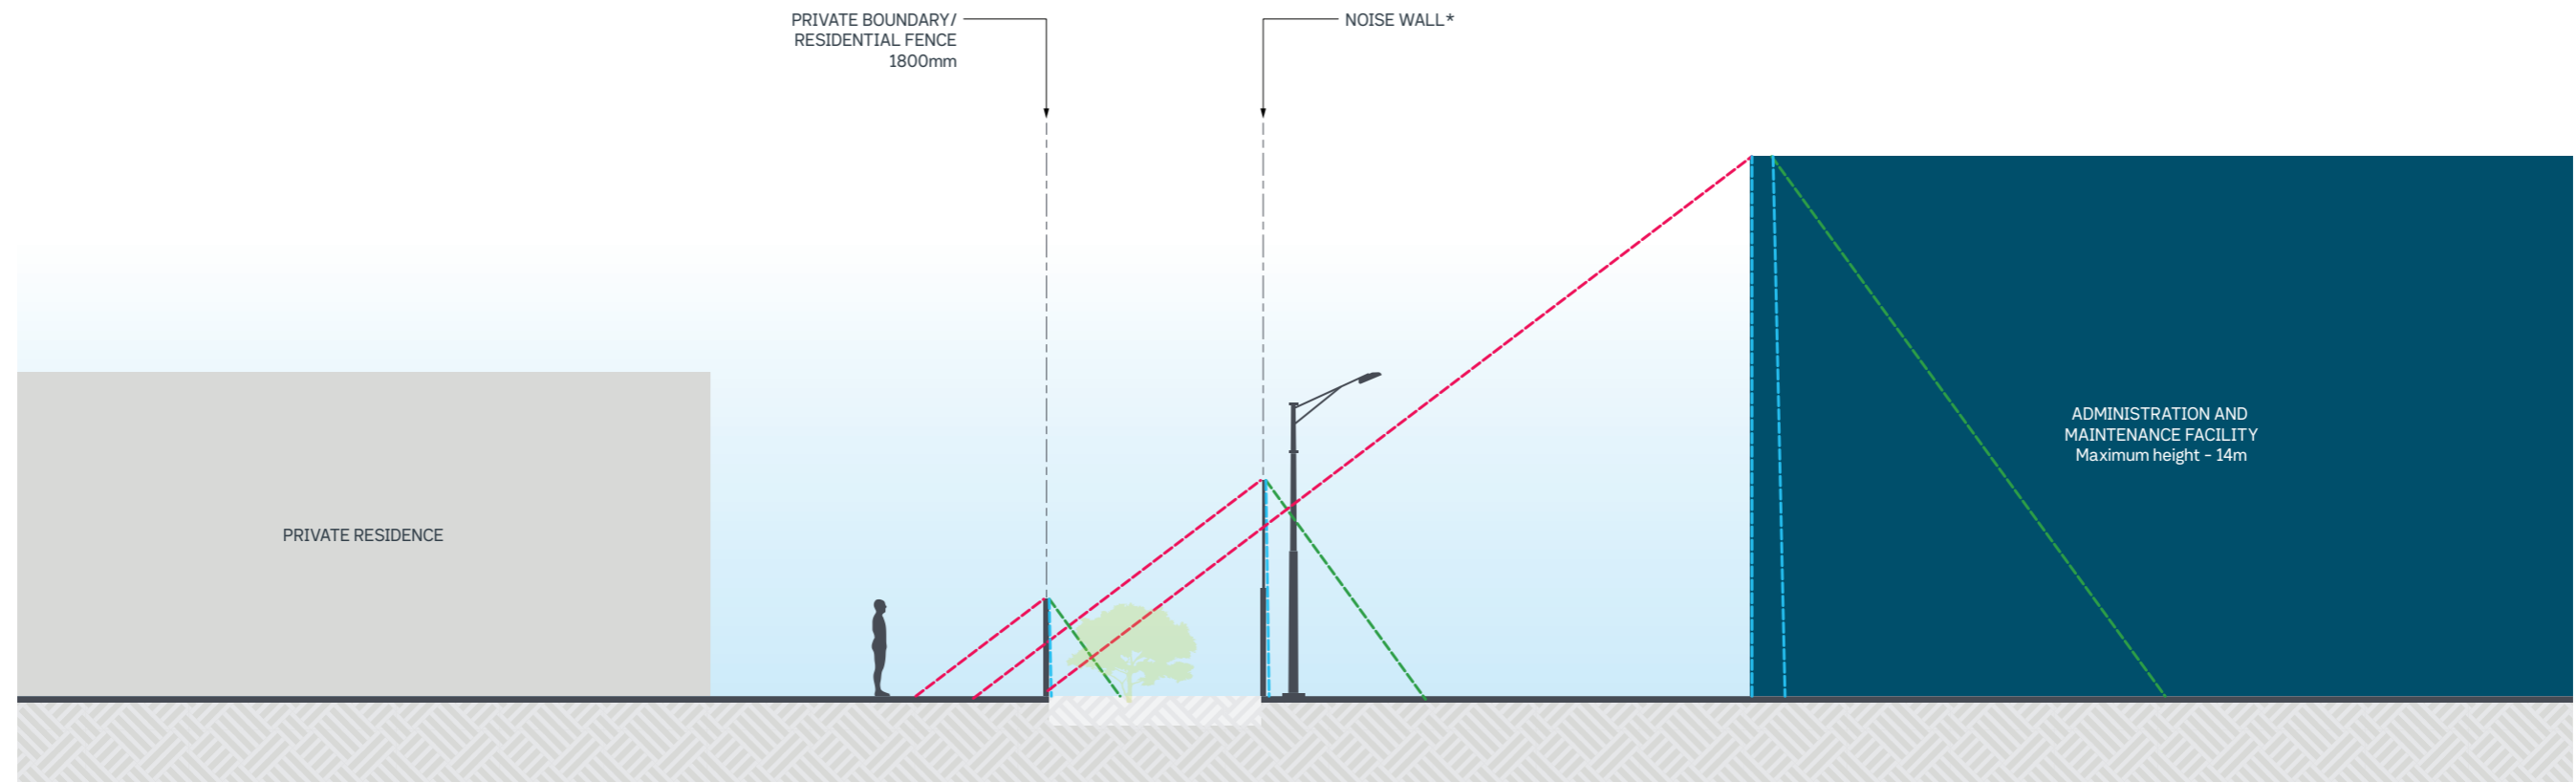 PRIVATE BOUNDARY/
RESIDENTIAL FENCE
1800mm
NOISE WALL*
PRIVATE RESIDENCE
ADMINISTRATION AND
MAINTENANCE FACILITY
Maximum height - 14m